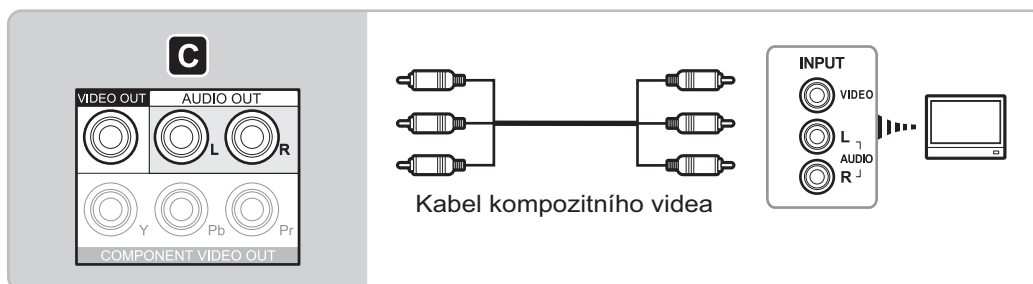 C
VIDEO OUT AUDIO OUT
L R
Y Pb Pr
COMPONENT VIDEO OUT
Kabel kompozitního videa
INPUT
VIDEO
L
AUDIO
R